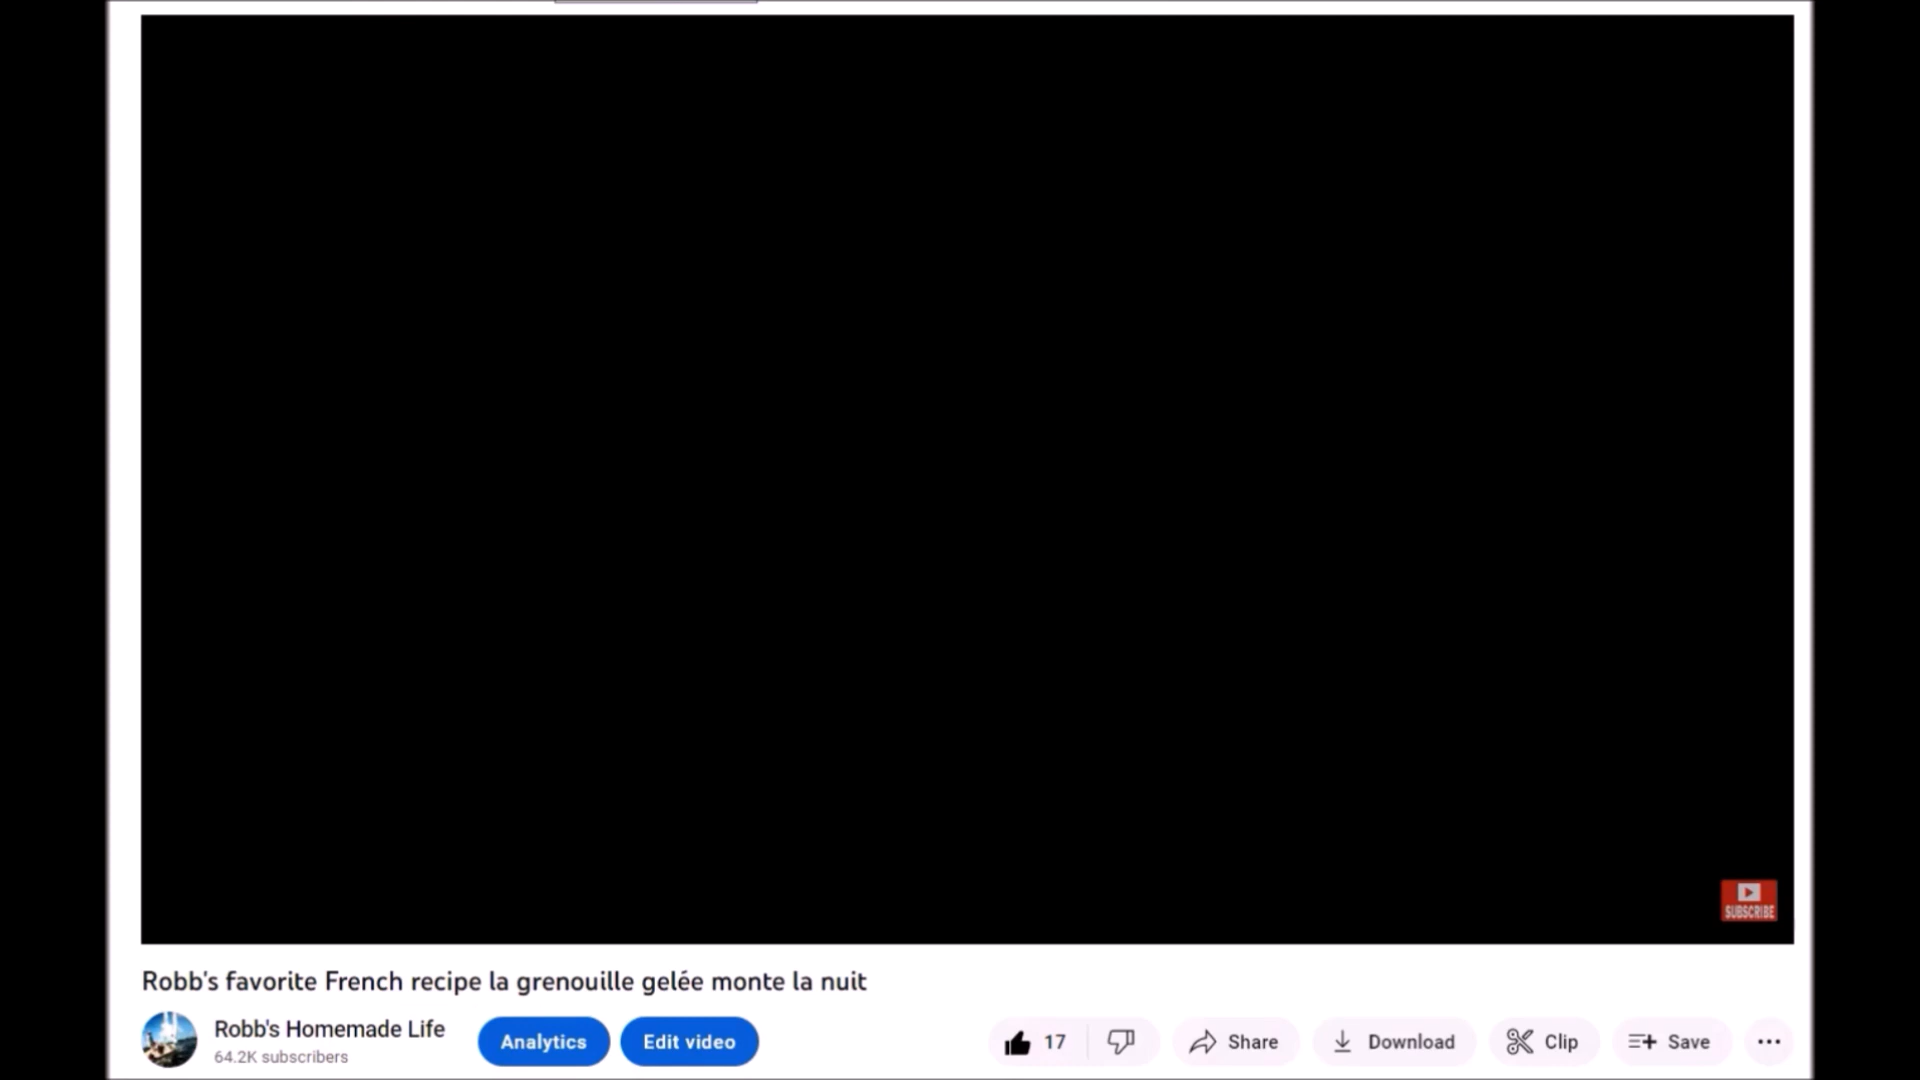 SUBSCRIBE
Robb's favorite French recipe la grenouille gelée monte la nuit
Robb's Homemade Life
64.2K subscribers
Analytics
Edit video
17
Share
Download
Clip
Save